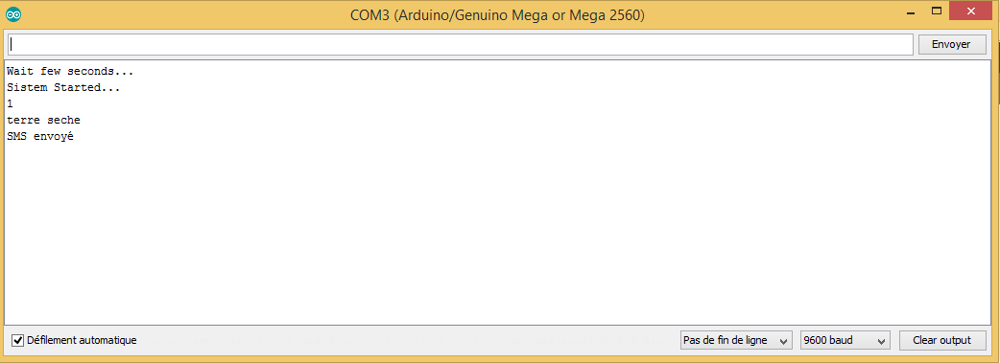 COM3 (Arduino/Genuino Mega or Mega 2560)
Envoyer
Wait few seconds...
Sistem Started...
1
terre seche
SMS envoyé
Défilement automatique
Pas de fin de ligne
9600 baud
Clear output